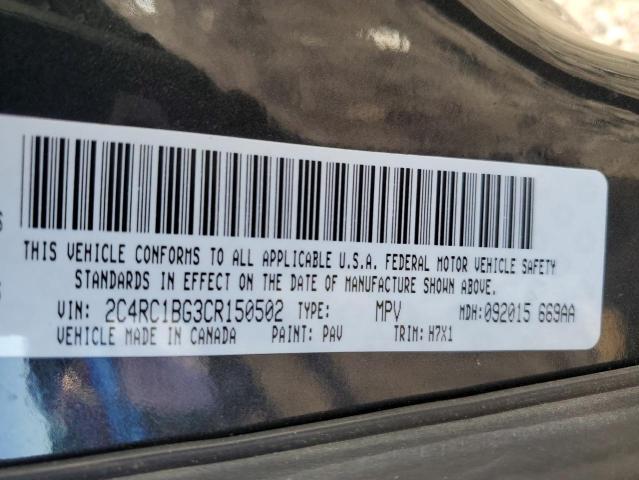 THIS VEHICLE CONFORMS TO ALL APPLICABLE U.S.A. FEDERAL MOTOR VEHICLE SAFETY
STANDARDS IN EFFECT ON THE DATE OF MANUFACTURE SHOWN ABOVE.
VIN: 2C4RC1BG3CR150502 TYPE: MPV MDH:092015 669AA
VEHICLE MADE IN CANADA PAINT: PAV TRIM: H7X1